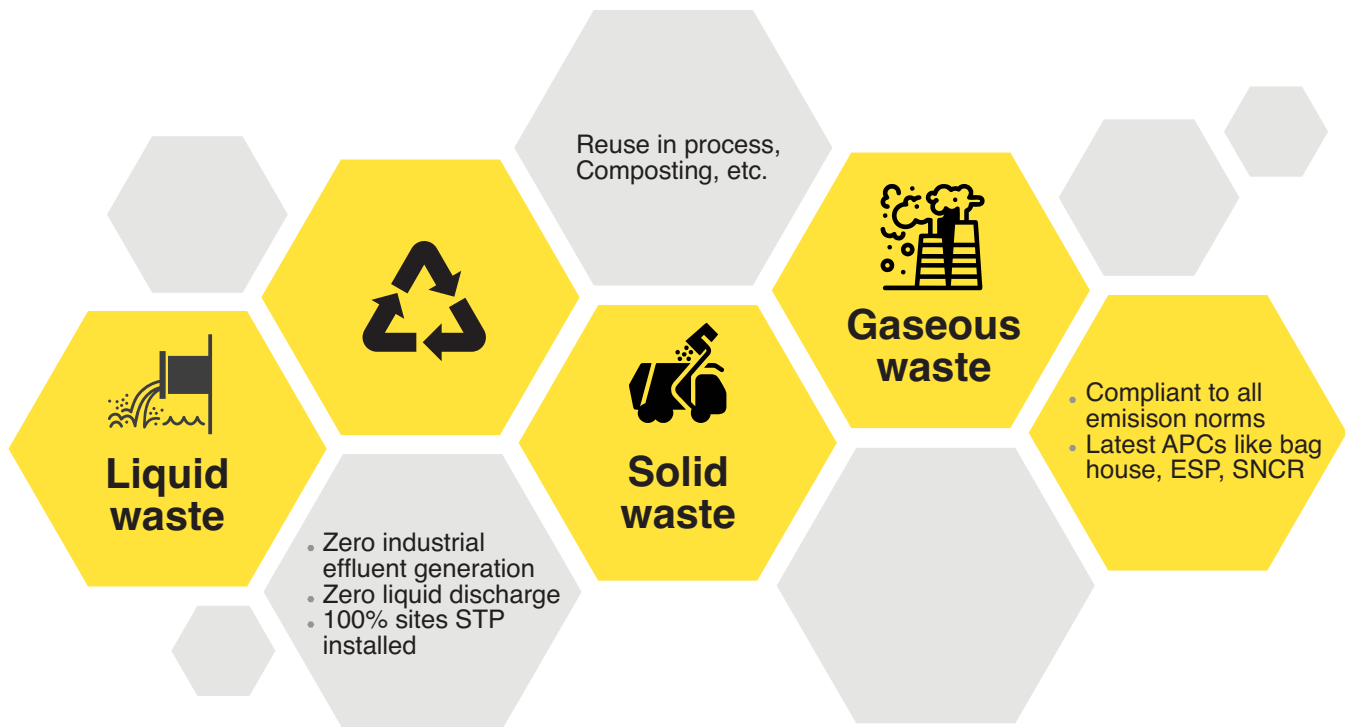 Liquid
waste
• Zero industrial
effluent generation
• Zero liquid discharge
• 100% sites STP
installed
Reuse in process,
Composting, etc.
Solid
waste
Gaseous
waste
• Compliant to all
emisison norms
• Latest APCs like bag
house, ESP, SNCR